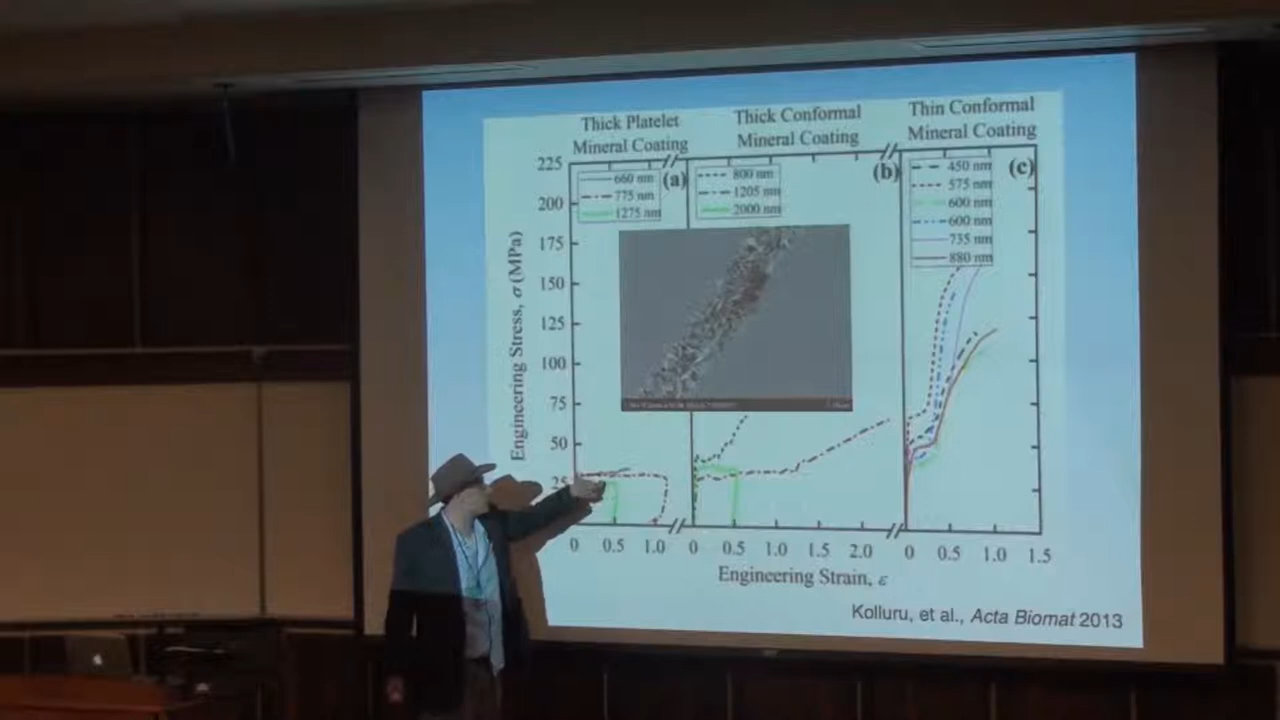 Thick Platelet
Mineral Coating
Thick Conformal
Mineral Coating
Thin Conformal
Mineral Coating
225
200
175
150
125
100
75
50
25
Engineering Stress, σ (MPa)
660 nm
775 nm
1275 nm
(a)
800 nm
1205 nm
2000 nm
(b)
450 nm
575 nm
600 nm
600 nm
735 nm
880 nm
(c)
0 0.5 1.0 0 0.5 1.0 1.5 2.0 0 0.5 1.0 1.5
Engineering Strain, ε
Kolluru, et al., Acta Biomat 2013